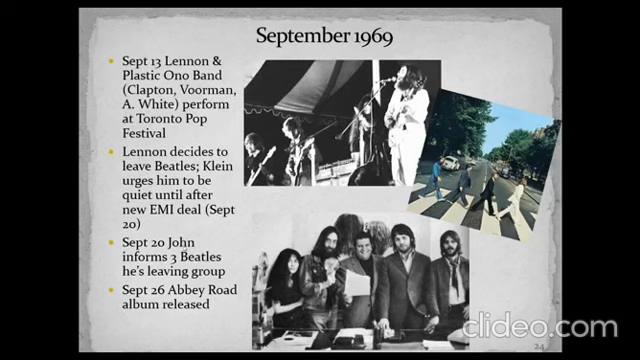 September 1969
Sept 13 Lennon &
Plastic Ono Band
(Clapton, Voorman,
A. White) perform
at Toronto Pop
Festival
Lennon decides to
leave Beatles; Klein
urges him to be
quiet until after
new EMI deal (Sept
20)
Sept 20 John
informs 3 Beatles
he's leaving group
Sept 26 Abbey Road
album released
clideo.com
24